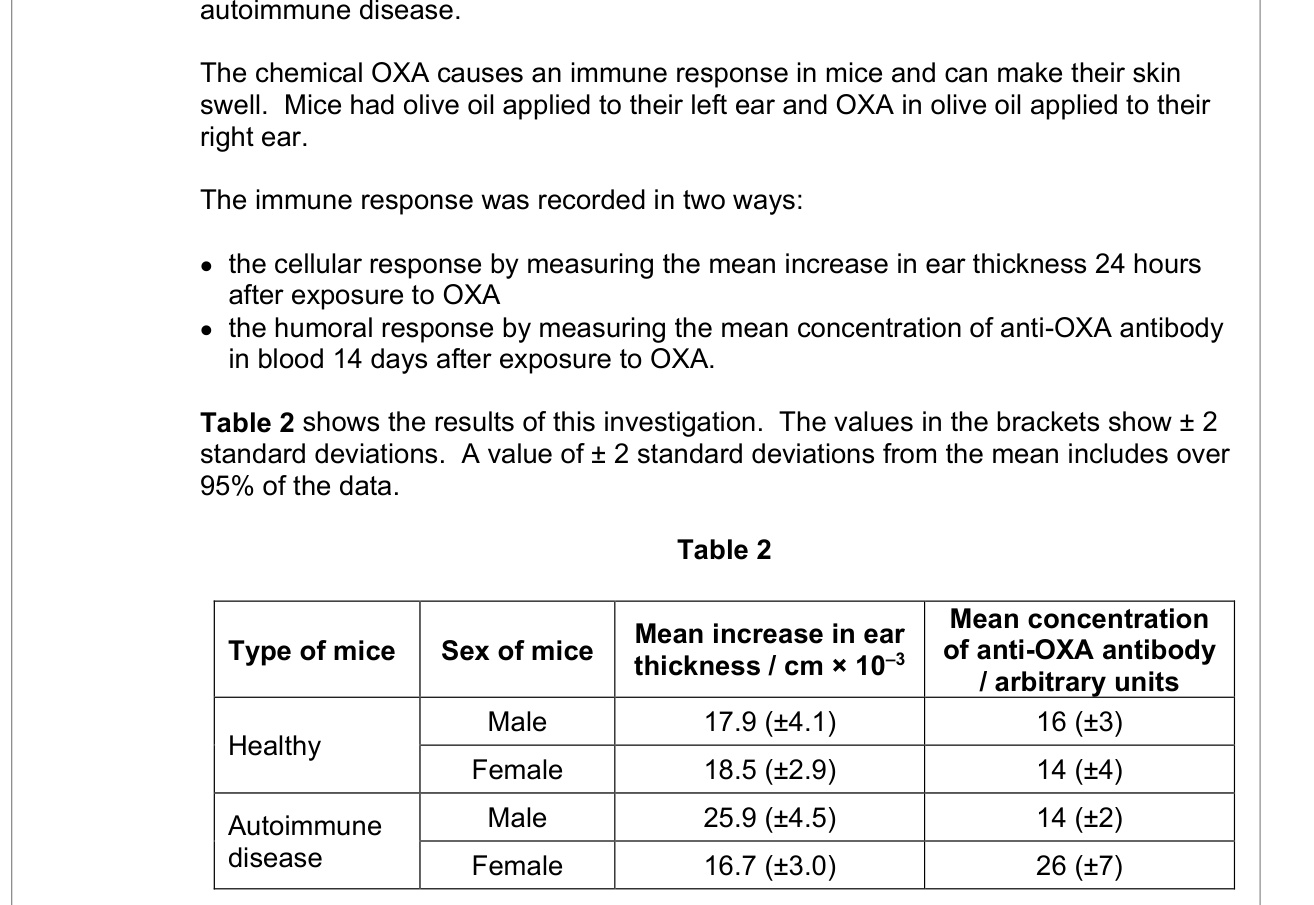 autoimmune disease.
The chemical OXA causes an immune response in mice and can make their skin
swell.  Mice had olive oil applied to their left ear and OXA in olive oil applied to their
right ear.
The immune response was recorded in two ways:
• the cellular response by measuring the mean increase in ear thickness 24 hours
after exposure to OXA
• the humoral response by measuring the mean concentration of anti-OXA antibody
in blood 14 days after exposure to OXA.
Table 2 shows the results of this investigation.  The values in the brackets show ± 2
standard deviations.  A value of ± 2 standard deviations from the mean includes over
95% of the data.
Table 2
Type of mice
Sex of mice
Mean increase in ear
thickness / cm × 10⁻³
Mean concentration
of anti-OXA antibody
/ arbitrary units
Healthy
Male
17.9 (±4.1)
16 (±3)
Female
18.5 (±2.9)
14 (±4)
Autoimmune
disease
Male
25.9 (±4.5)
14 (±2)
Female
16.7 (±3.0)
26 (±7)